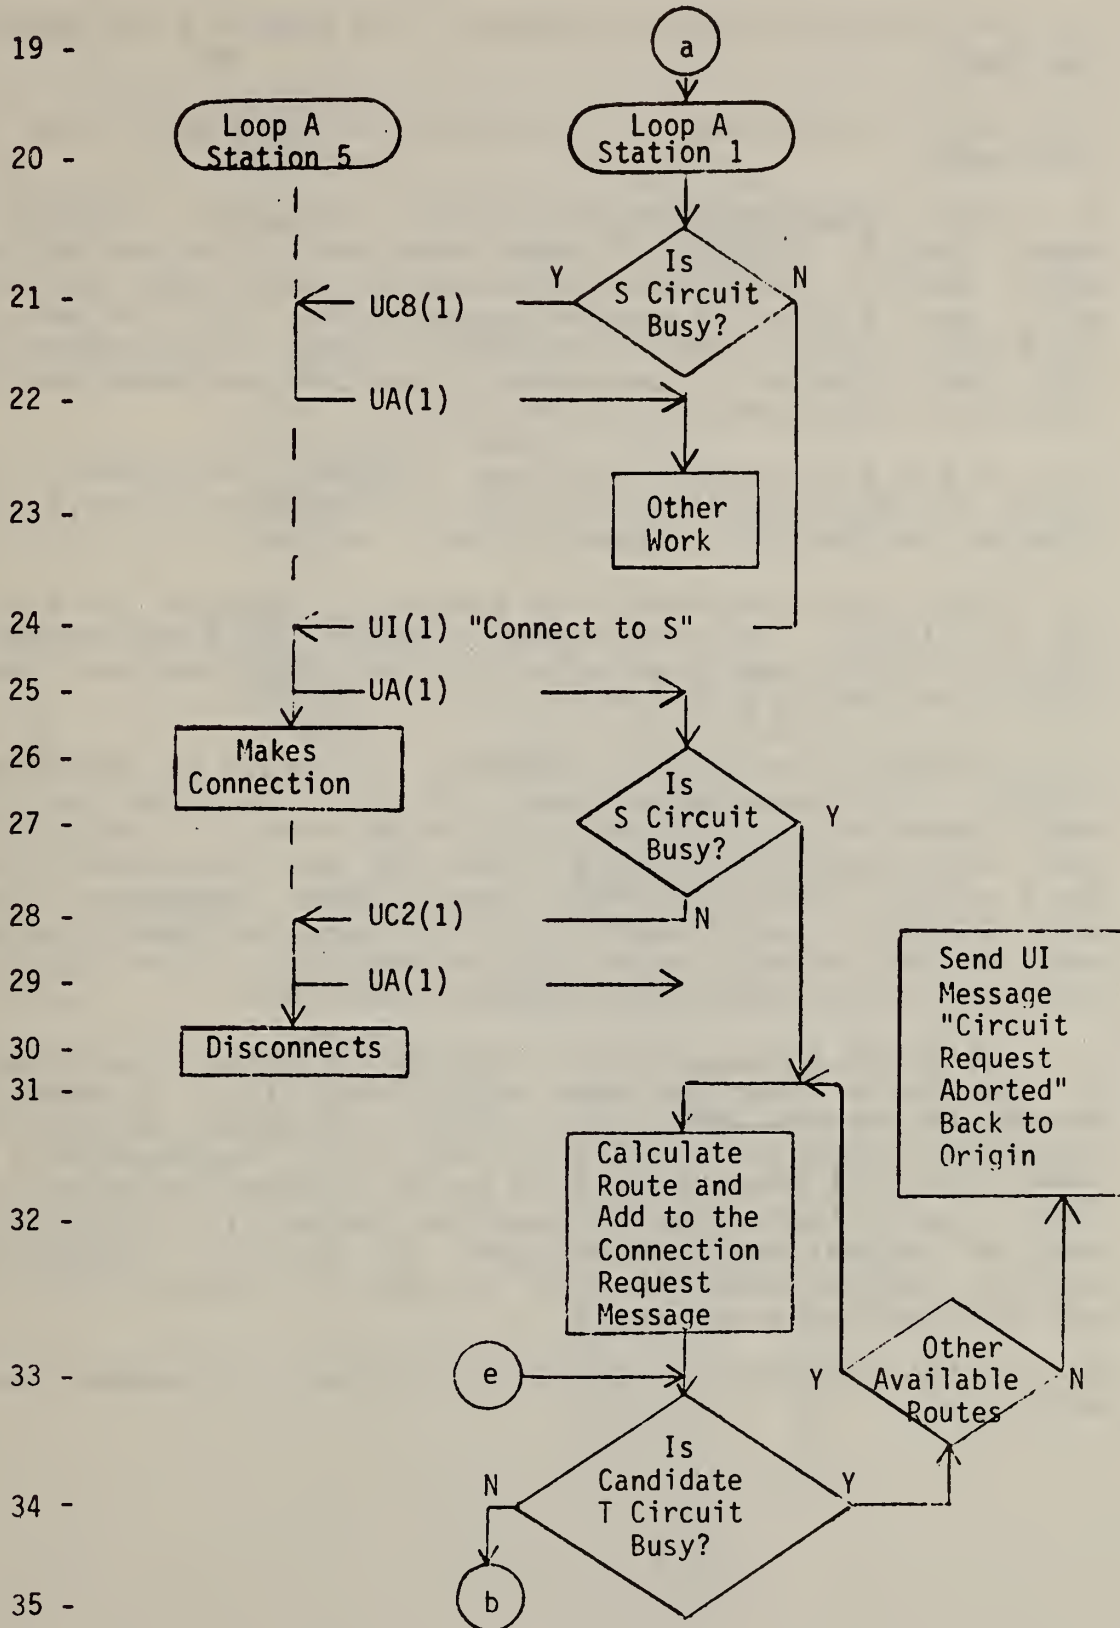 19 -
a
Loop A
Station 5
Loop A
Station 1
20 -
Is
S Circuit
Busy?
Y
N
21 -
UC8(1)
22 -
UA(1)
23 -
Other
Work
24 -
UI(1) "Connect to S"
25 -
UA(1)
26 -
Makes
Connection
27 -
Is
S Circuit
Busy?
Y
N
28 -
UC2(1)
29 -
UA(1)
30 -
Disconnects
31 -
Send UI
Message
"Circuit
Request
Aborted"
Back to
Origin
32 -
Calculate
Route and
Add to the
Connection
Request
Message
33 -
e
Y
Other
Available
Routes
N
34 -
N
Is
Candidate
T Circuit
Busy?
Y
35 -
b